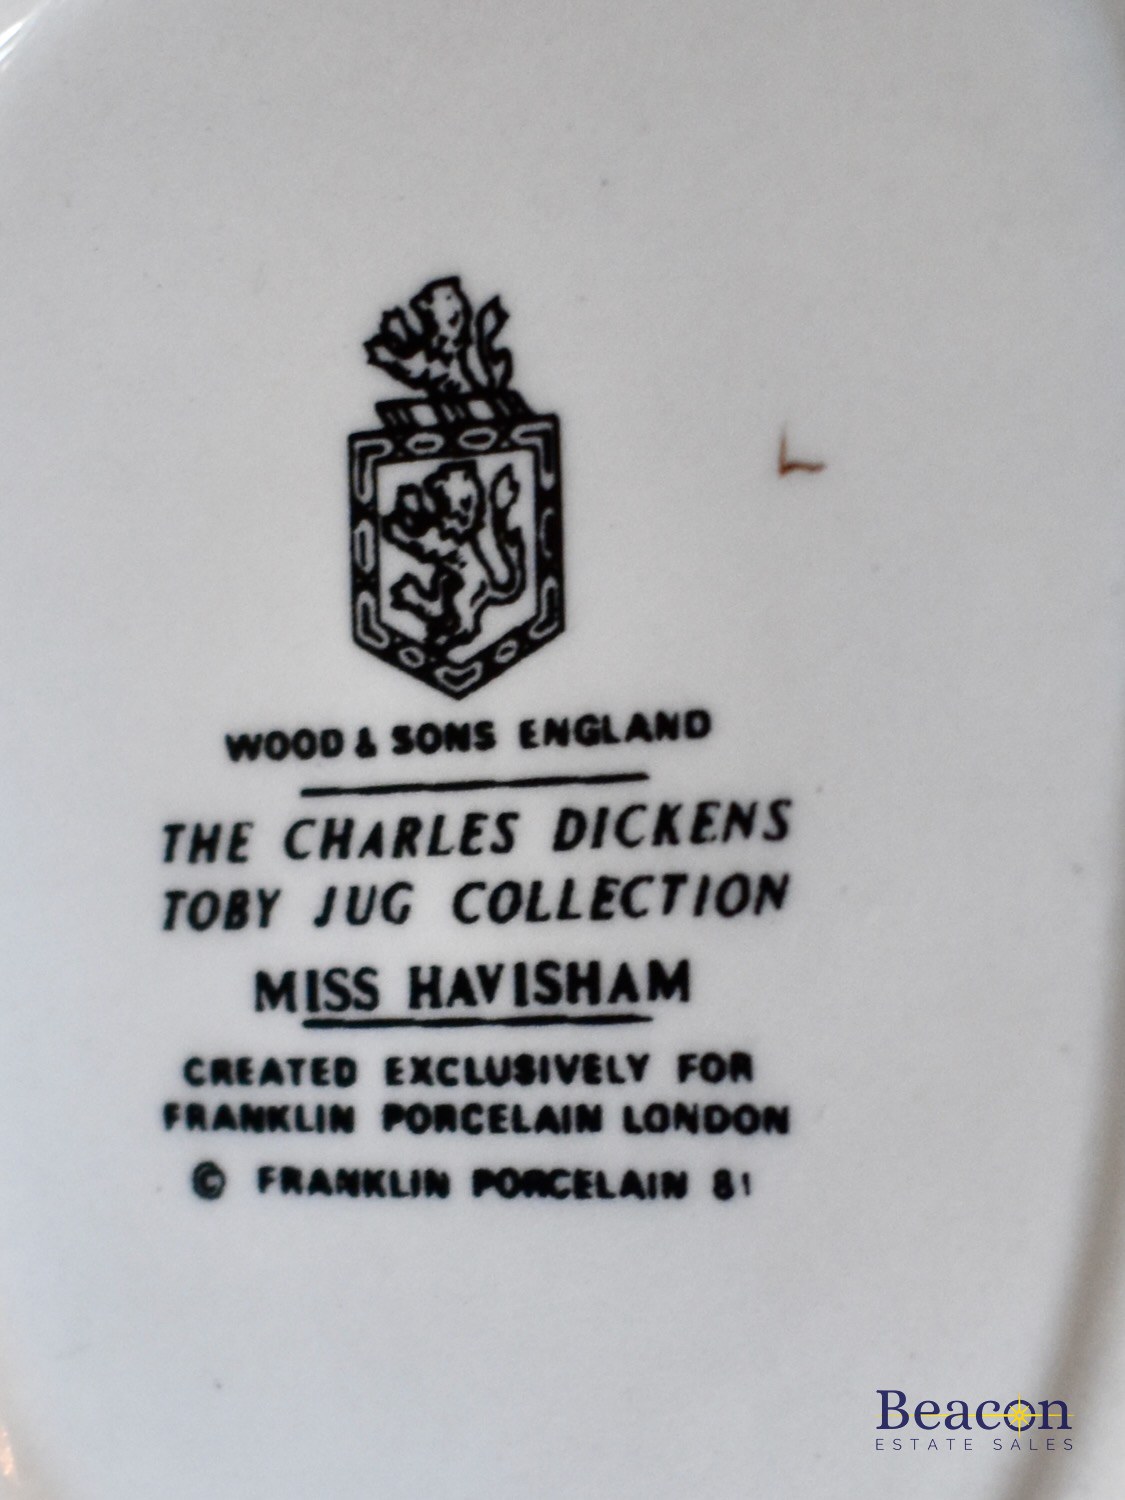 L
WOOD & SONS ENGLAND
THE CHARLES DICKENS
TOBY JUG COLLECTION
MISS HAVISHAM
CREATED EXCLUSIVELY FOR
FRANKLIN PORCELAIN LONDON
© FRANKLIN PORCELAIN 81
Beacon
ESTATE SALES